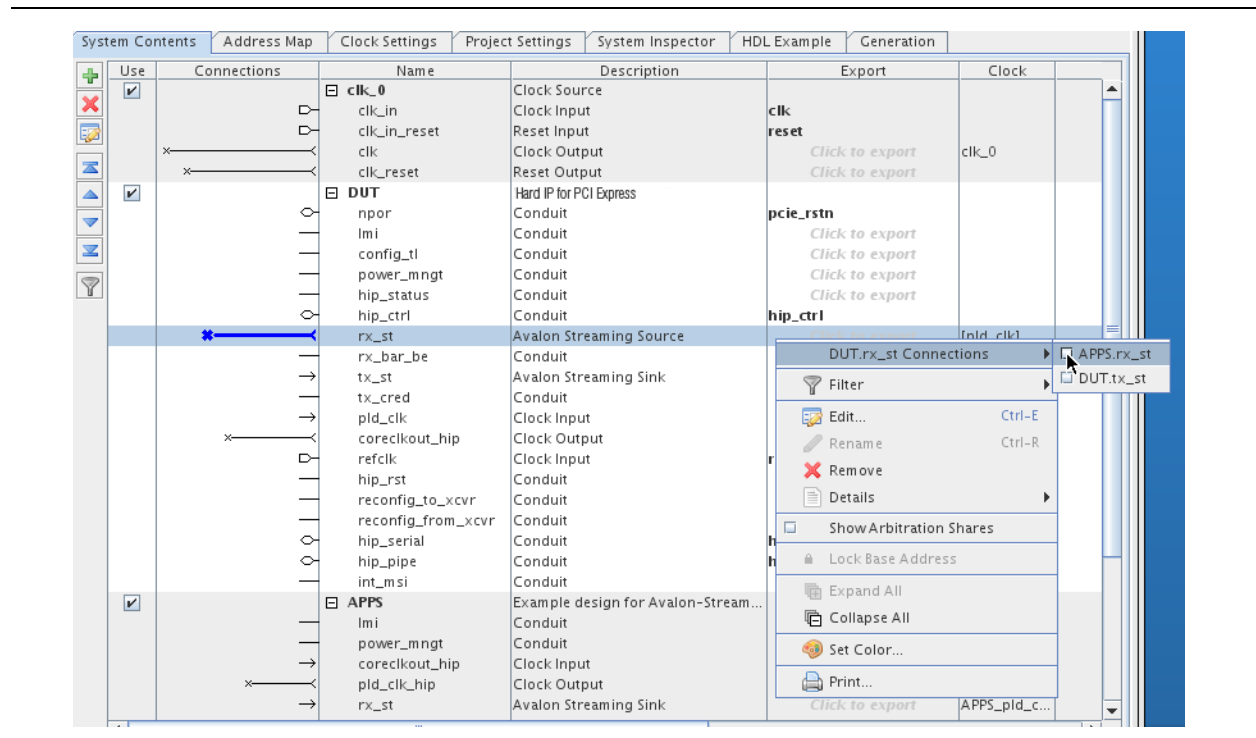 System Contents Address Map Clock Settings Project Settings System Inspector HDL Example Generation
Use Connections Name Description Export Clock
clk_0 Clock Source
clk_in Clock Input clk
clk_in_reset Reset Input reset
clk Clock Output Click to export clk_0
clk_reset Reset Output Click to export
DUT Hard IP for PCI Express
npor Conduit pcie_rstn
lmi Conduit Click to export
config_tl Conduit Click to export
power_mngt Conduit Click to export
hip_status Conduit Click to export
hip_ctrl Conduit hip_ctrl
rx_st Avalon Streaming Source [pld_clk]
rx_bar_be Conduit DUT.rx_st Connections APPS.rx_st
tx_st Avalon Streaming Sink Filter DUT.tx_st
tx_cred Conduit
pld_clk Clock Input Edit... Ctrl-E
coreclkout_hip Clock Output Rename Ctrl-R
refclk Clock Input r Remove
hip_rst Conduit
reconfig_to_xcvr Conduit Details
reconfig_from_xcvr Conduit Show Arbitration Shares
hip_serial Conduit h
hip_pipe Conduit h Lock Base Address
int_msi Conduit Expand All
APPS Example design for Avalon-Stream...
lmi Conduit Collapse All
power_mngt Conduit Set Color...
coreclkout_hip Clock Input
pld_clk_hip Clock Output Print...
rx_st Avalon Streaming Sink Click to export APPS_pld_c...